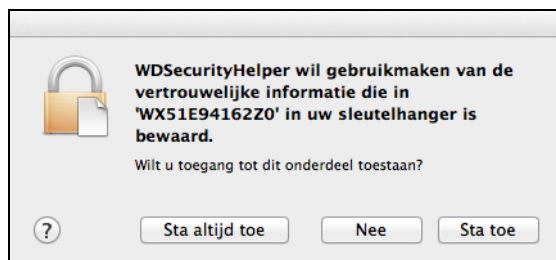 WDSecurityHelper wil gebruikmaken van de
vertrouwelijke informatie die in
'WX51E94162Z0' in uw sleutelhanger is
bewaard.
Wilt u toegang tot dit onderdeel toestaan?
? Sta altijd toe Nee Sta toe